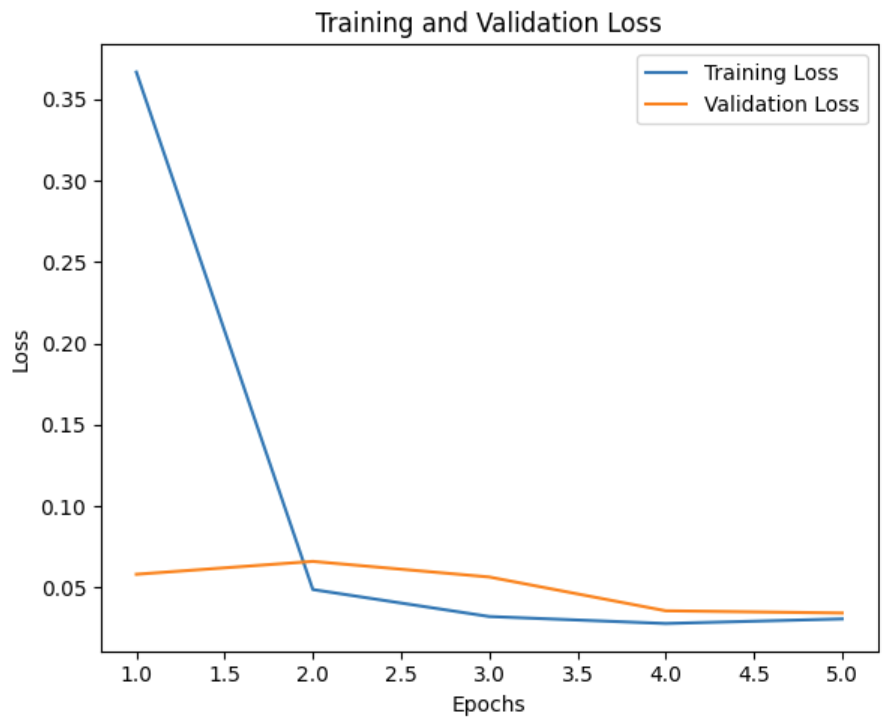 Training and Validation Loss
Training Loss
Validation Loss
Loss
0.35
0.30
0.25
0.20
0.15
0.10
0.05
1.0 1.5 2.0 2.5 3.0 3.5 4.0 4.5 5.0
Epochs